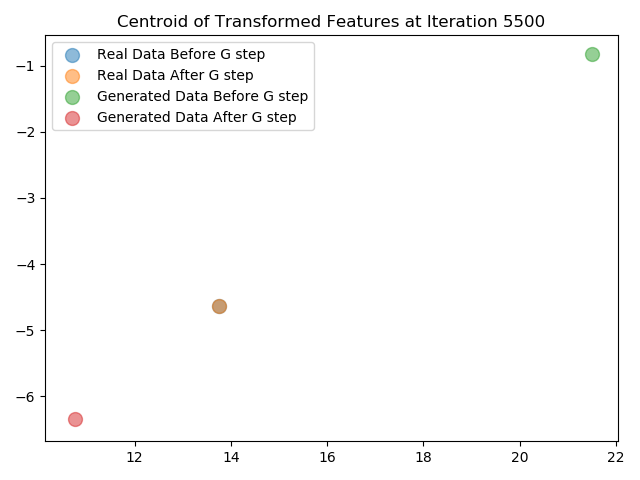 Centroid of Transformed Features at Iteration 5500
Real Data Before G step
Real Data After G step
Generated Data Before G step
Generated Data After G step
−1
−2
−3
−4
−5
−6
12
14
16
18
20
22